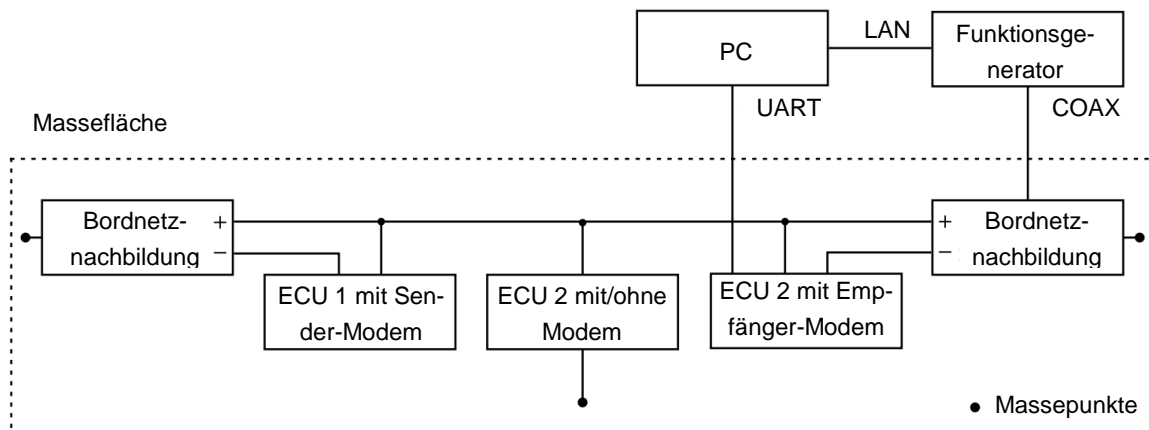 PC
LAN
Funktionsge-
nerator
UART
COAX
Massefläche
Bordnetz-
nachbildung
+
−
+
−
Bordnetz-
nachbildung
ECU 1 mit Sen-
der-Modem
ECU 2 mit/ohne
Modem
ECU 2 mit Emp-
fänger-Modem
Massepunkte